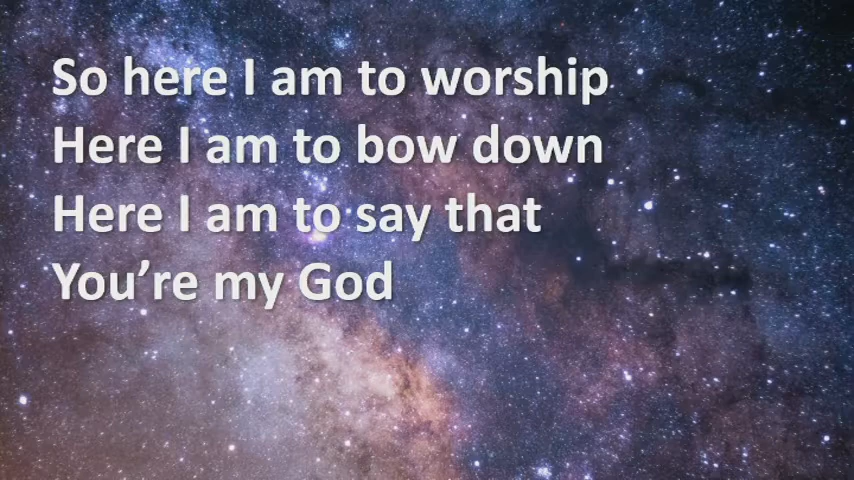 So here I am to worship
Here I am to bow down
Here I am to say that
You’re my God